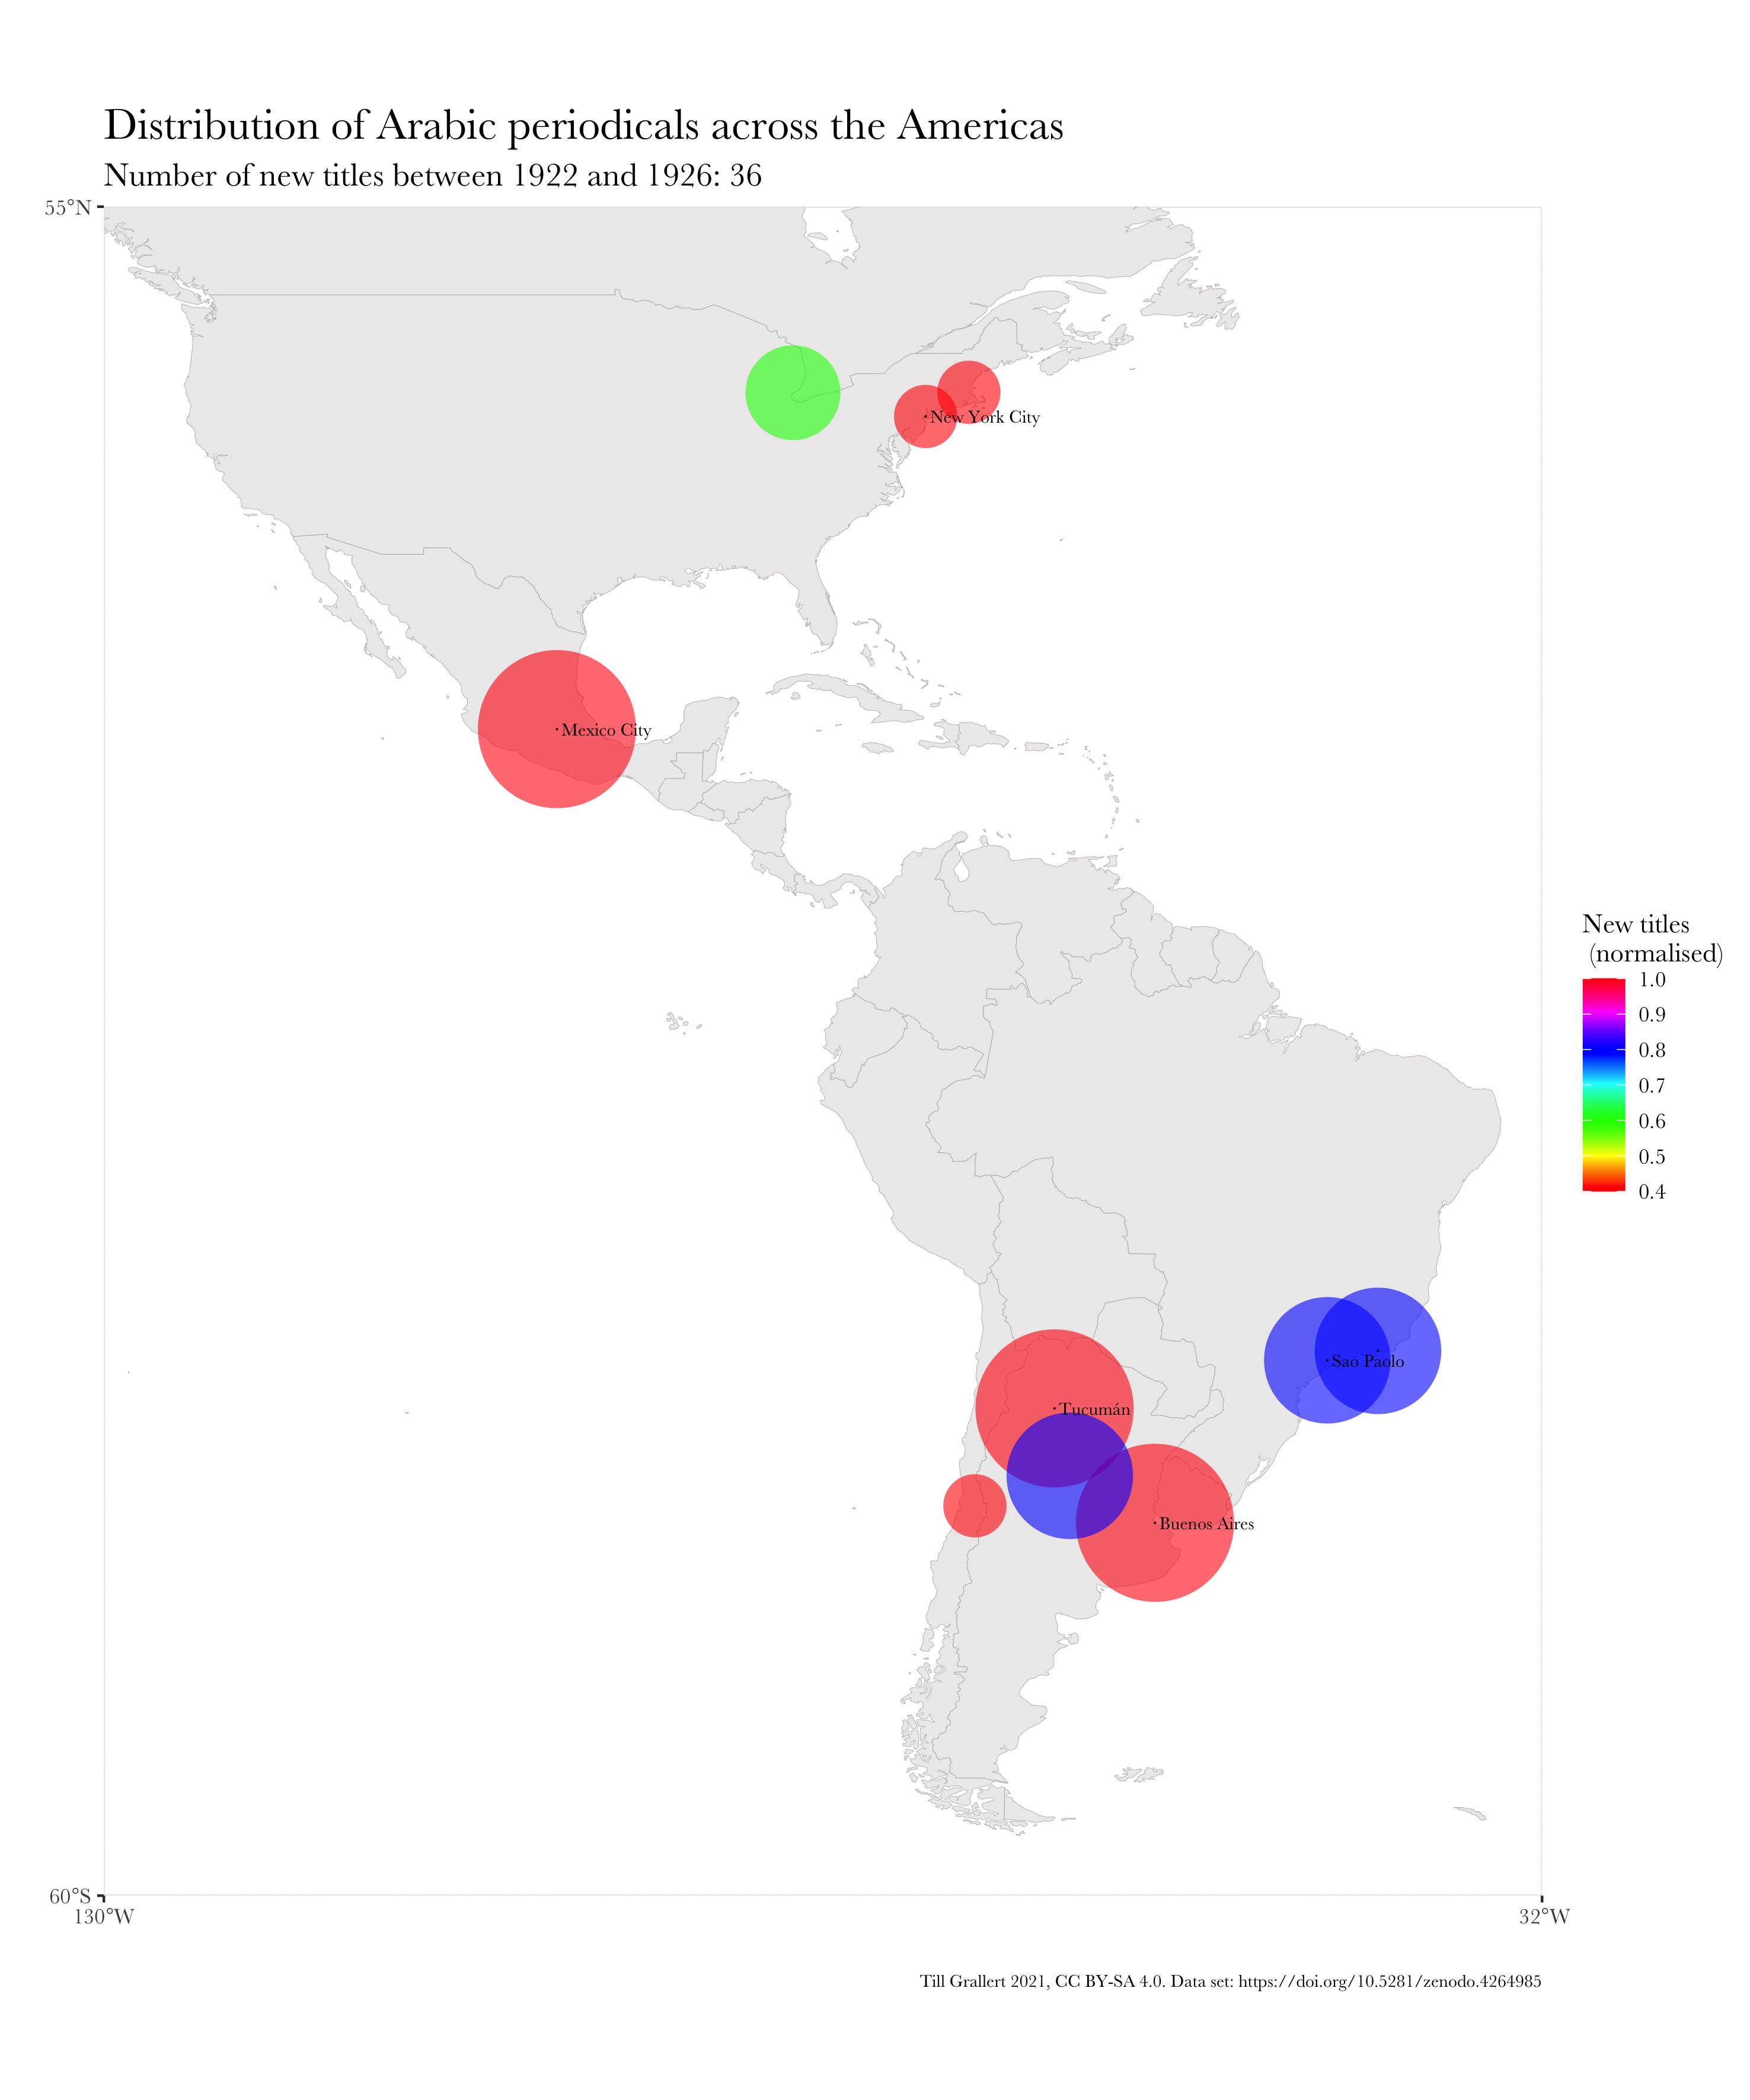 Distribution of Arabic periodicals across the Americas
Number of new titles between 1922 and 1926: 36
55°N
New York City
Mexico City
New titles
(normalised)
1.0
0.9
0.8
0.7
0.6
0.5
0.4
Sao Paolo
Tucumán
Buenos Aires
60°S
130°W
32°W
Till Grallert 2021, CC BY-SA 4.0. Data set: https://doi.org/10.5281/zenodo.4264985